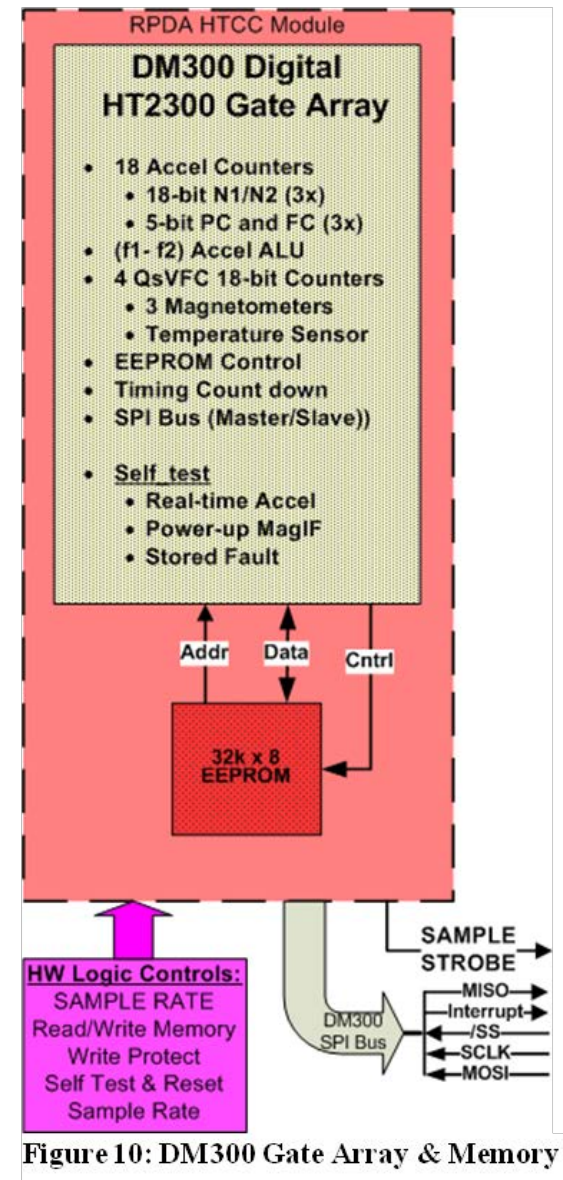 RPDA HTCC Module
DM300 Digital
HT2300 Gate Array
• 18 Accel Counters
• 18-bit N1/N2 (3x)
• 5-bit PC and FC (3x)
• (f1- f2) Accel ALU
• 4 QsVFC 18-bit Counters
• 3 Magnetometers
• Temperature Sensor
• EEPROM Control
• Timing Count down
• SPI Bus (Master/Slave))
• Self_test
• Real-time Accel
• Power-up MagIF
• Stored Fault
Addr
Data
Cntrl
32k x 8
EEPROM
HW Logic Controls:
SAMPLE RATE
Read/Write Memory
Write Protect
Self Test & Reset
Sample Rate
DM300
SPI Bus
SAMPLE
STROBE
MISO
Interrupt
/SS
SCLK
MOSI
Figure 10: DM300 Gate Array & Memory